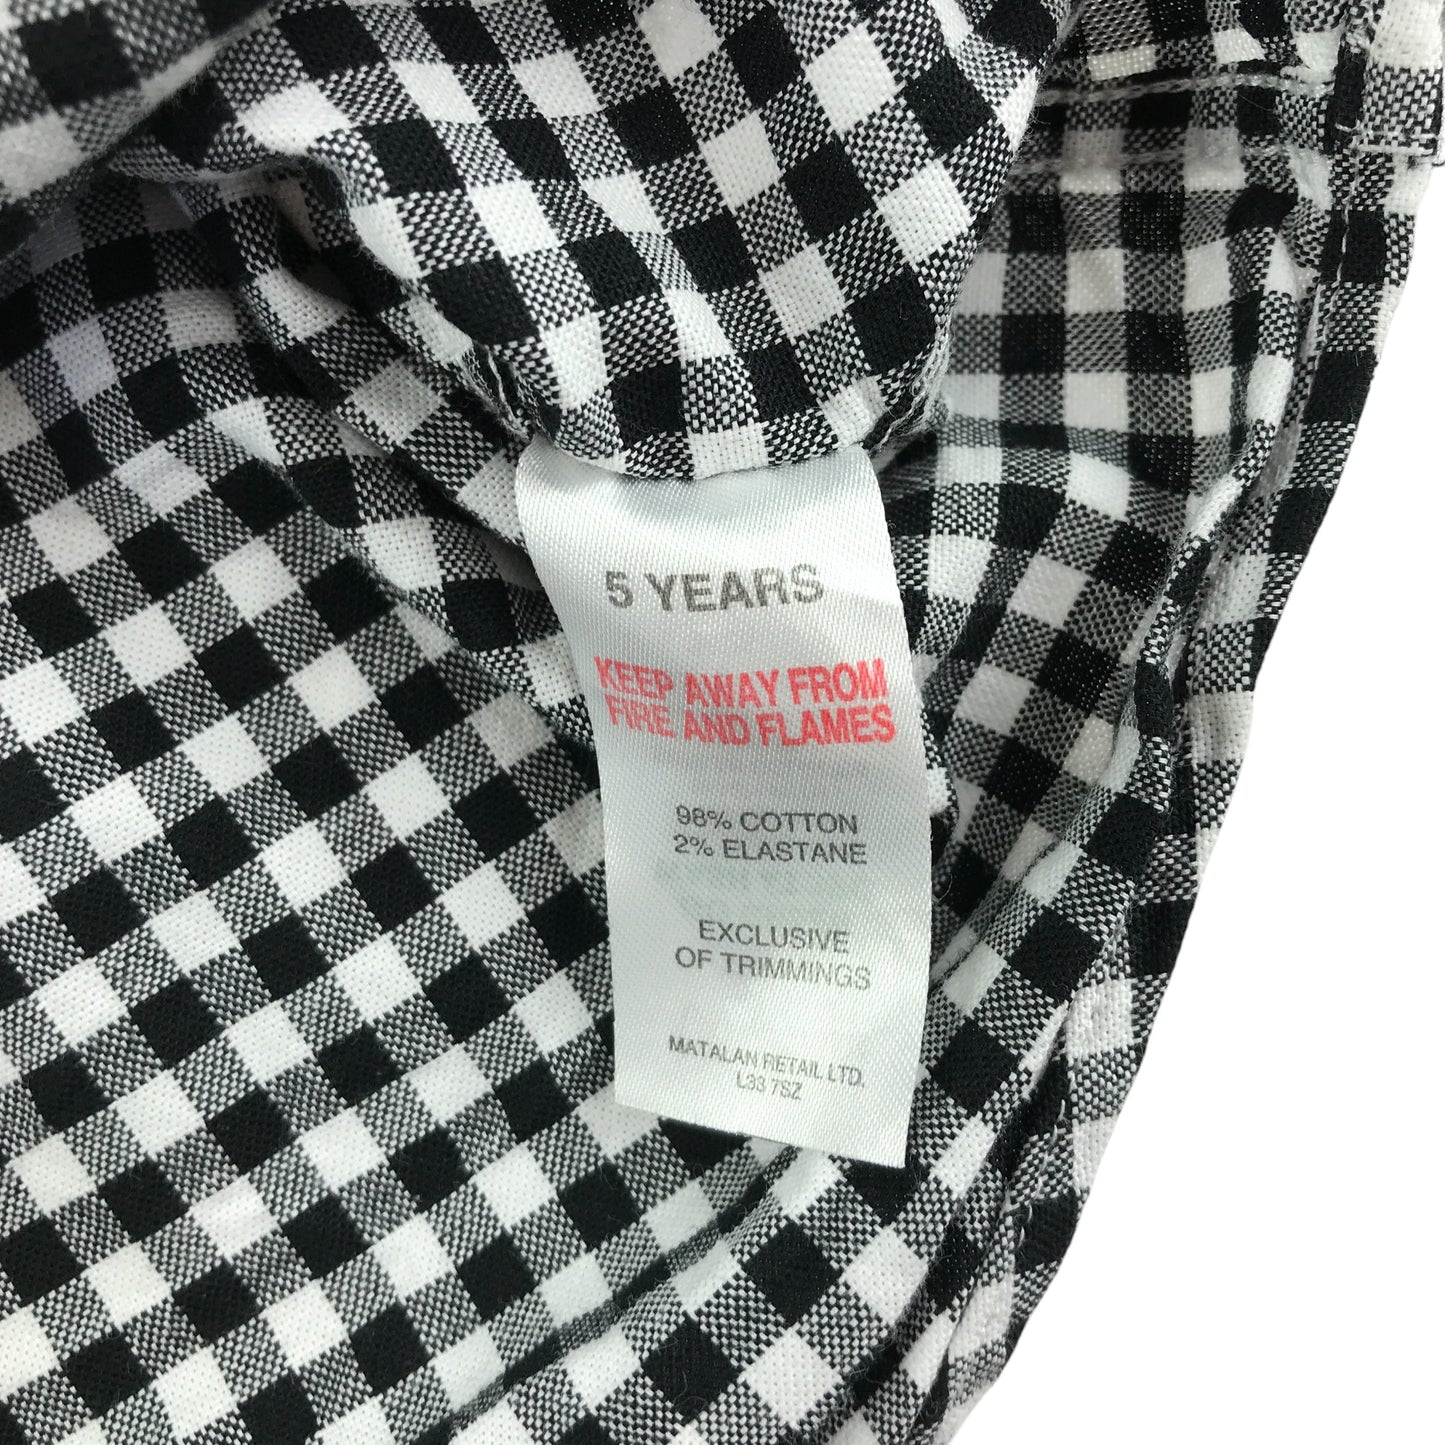 5 YEARS
KEEP AWAY FROM
FIRE AND FLAMES
98% COTTON
2% ELASTANE
EXCLUSIVE
OF TRIMMINGS
MATALAN RETAIL LTD.
L33 7SZ